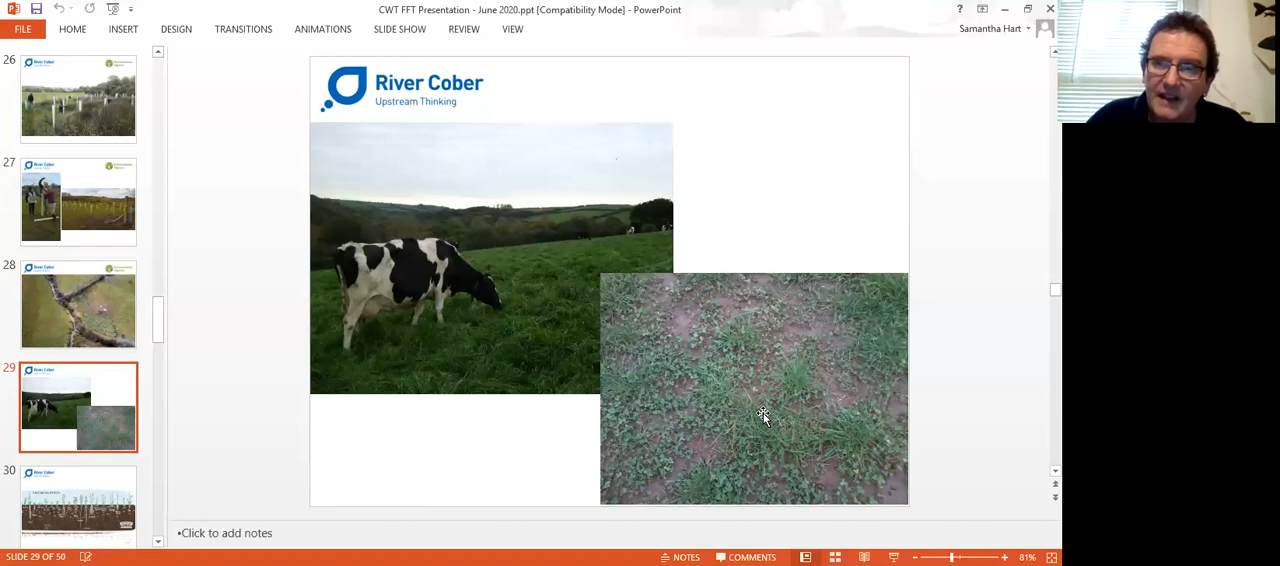 CWT FFT Presentation - June 2020.ppt [Compatibility Mode] - PowerPoint
FILE HOME INSERT DESIGN TRANSITIONS ANIMATIONS SLIDE SHOW REVIEW VIEW
Samantha Hart
River Cober
Upstream Thinking
26
27
28
29
30
•Click to add notes
SLIDE 29 OF 50
NOTES COMMENTS
81%